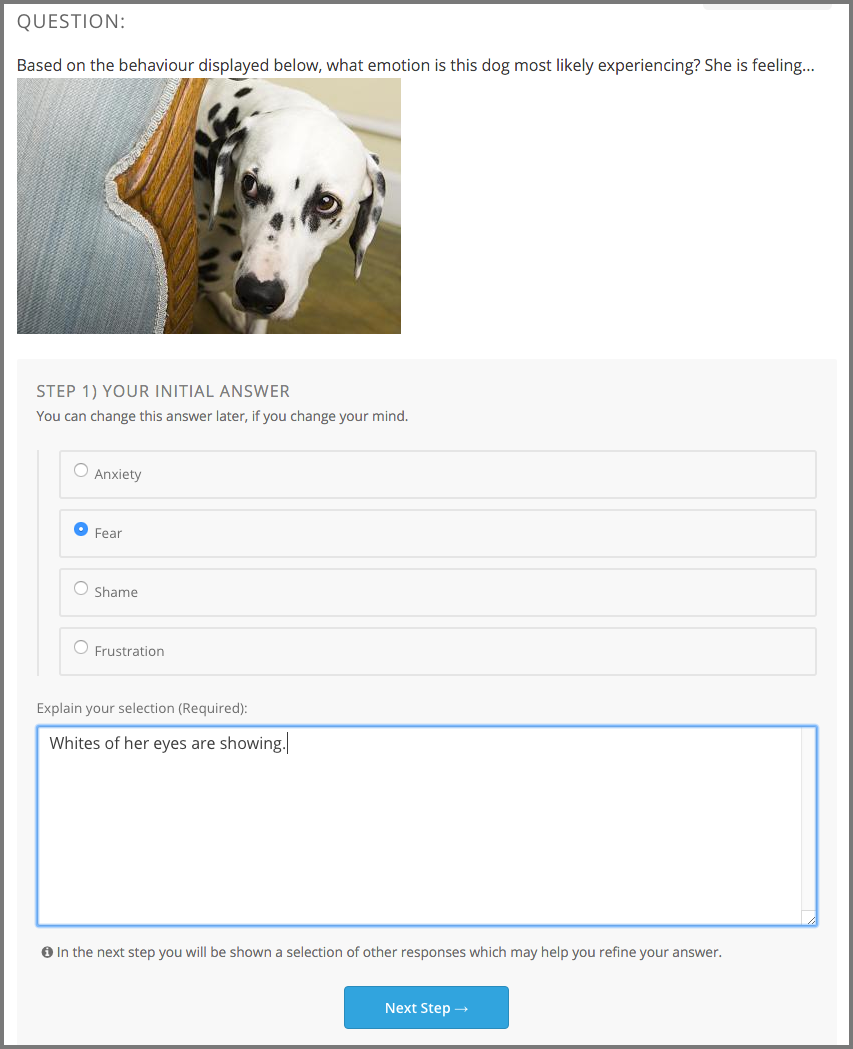 QUESTION:
Based on the behaviour displayed below, what emotion is this dog most likely experiencing? She is feeling...
STEP 1) YOUR INITIAL ANSWER
You can change this answer later, if you change your mind.
Anxiety
Fear
Shame
Frustration
Explain your selection (Required):
Whites of her eyes are showing.
In the next step you will be shown a selection of other responses which may help you refine your answer.
Next Step →